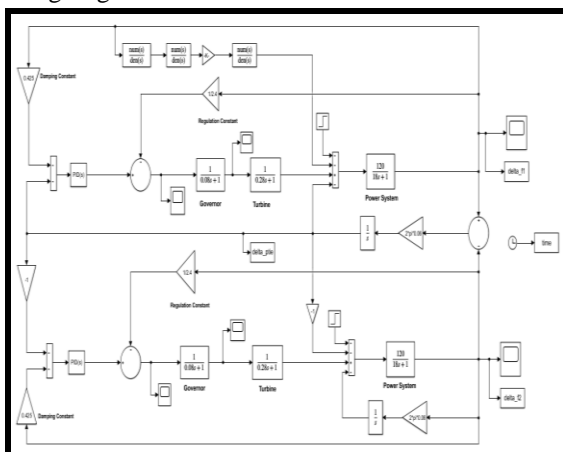 num(s)
den(s)
num(s)
den(s)
-K-
num(s)
den(s)
0.425
Damping Constant
1/2.4
Regulation Constant
PID(s)
1
0.08s+1
Governor
1
0.28s+1
Turbine
120
18s+1
Power System
delta_f1
1
s
2*pi*0.08
time
delta_ptie
-1
1/2.4
Regulation Constant
-1
PID(s)
1
0.08s+1
Governor
1
0.28s+1
Turbine
120
18s+1
Power System
delta_f2
0.425
Damping Constant
1
s
2*pi*0.08